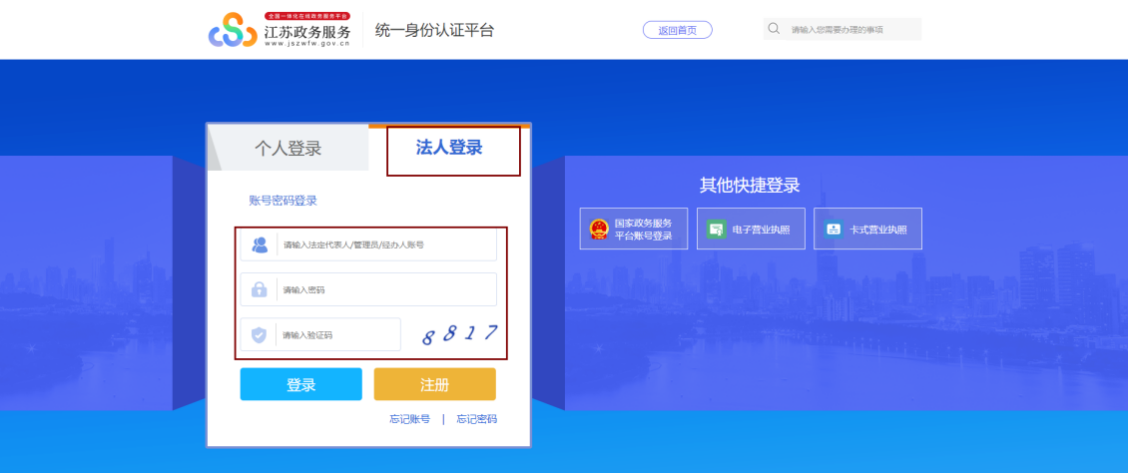 全国一体化在线政务服务平台
江苏政务服务
www.jszwfw.gov.cn
统一身份认证平台
返回首页
请输入您需要办理的事项
个人登录
法人登录
账号密码登录
请输入法定代表人/管理员/经办人账号
请输入密码
请输入验证码
8817
登录
注册
忘记账号 | 忘记密码
其他快捷登录
国家政务服务
平台账号登录
电子营业执照
卡式营业执照